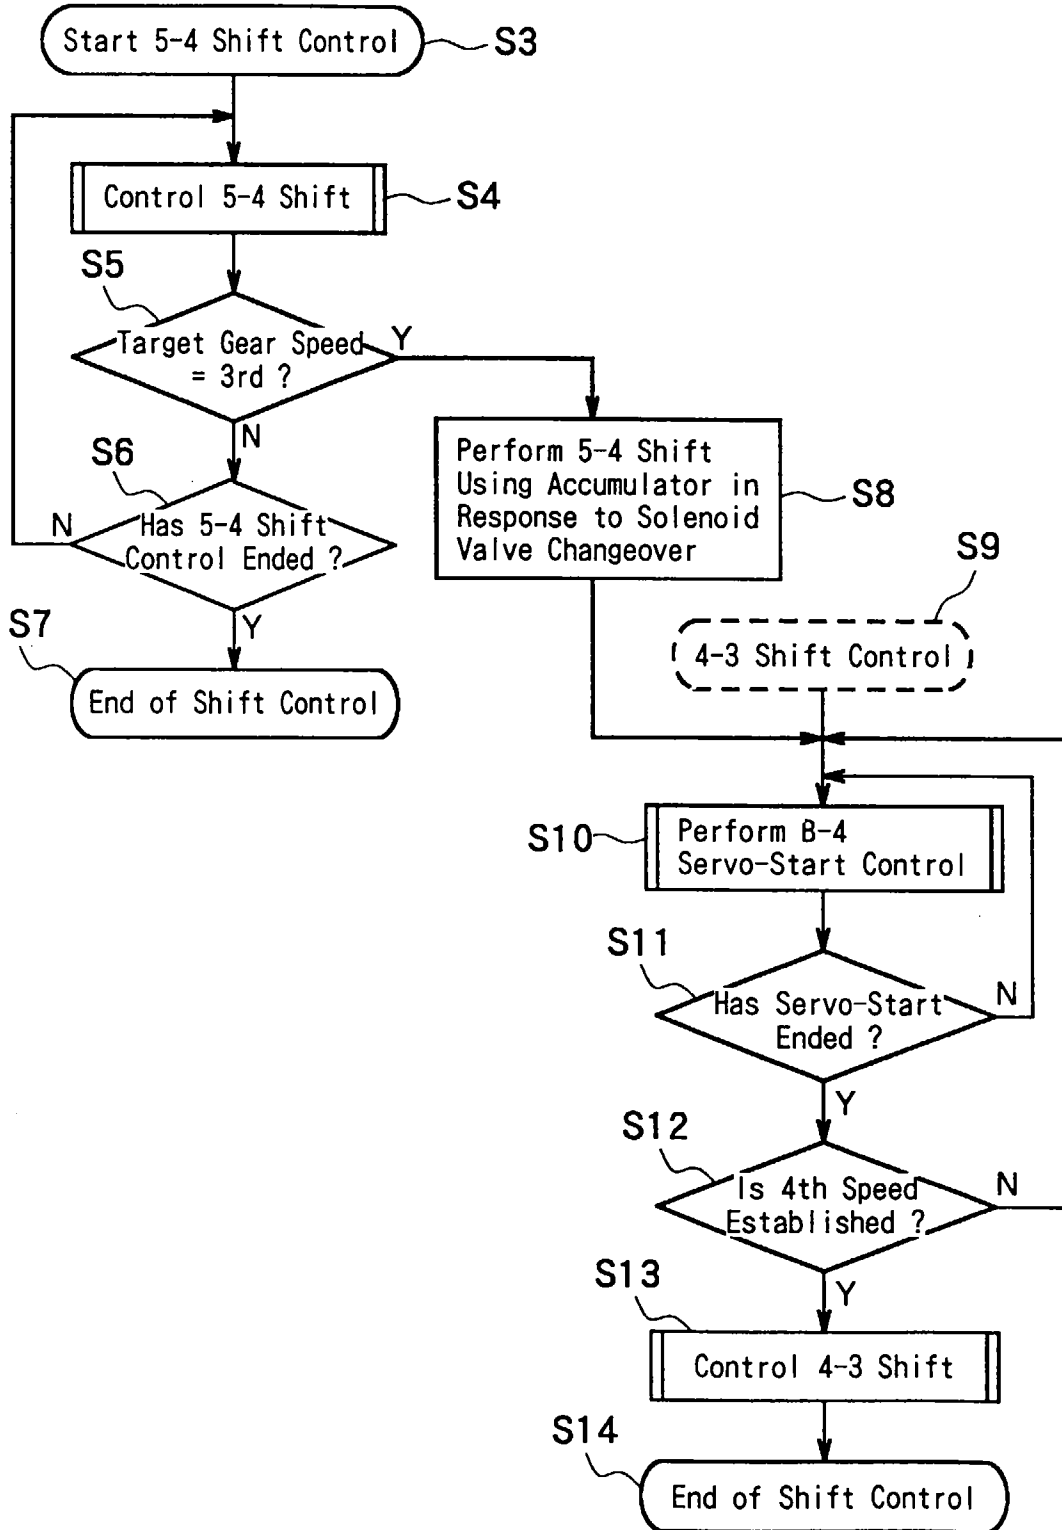 Start 5-4 Shift Control
S3
Control 5-4 Shift
S4
S5
Target Gear Speed
= 3rd ?
Y
N
S6
Has 5-4 Shift
Control Ended ?
N
Y
S7
End of Shift Control
Perform 5-4 Shift
Using Accumulator in
Response to Solenoid
Valve Changeover
S8
S9
4-3 Shift Control
S10
Perform B-4
Servo-Start Control
S11
Has Servo-Start
Ended ?
N
Y
S12
Is 4th Speed
Established ?
N
Y
S13
Control 4-3 Shift
S14
End of Shift Control